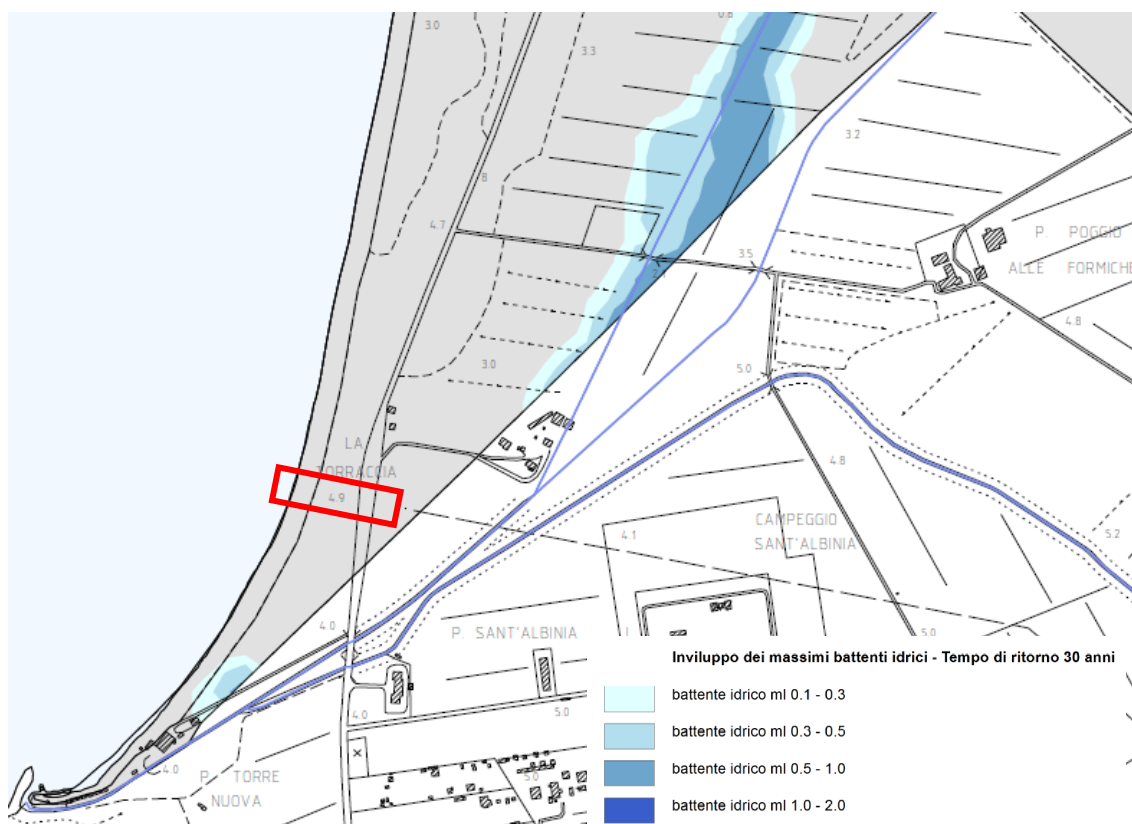 3.0
0.8
3.3
3.2
8
4.7
3.5
P. POGGIO
ALLE FORMICHE
2
4.8
3.0
5.0
LA
TORRACCIA
4.9
4.8
4.1
CAMPEGGIO
SANT'ALBINIA
5.2
4.0
P. SANT'ALBINIA
5.0
4.0
5.0
4.0
P. TORRE
NUOVA
5.0
Inviluppo dei massimi battenti idrici - Tempo di ritorno 30 anni
battente idrico ml 0.1 - 0.3
battente idrico ml 0.3 - 0.5
battente idrico ml 0.5 - 1.0
battente idrico ml 1.0 - 2.0